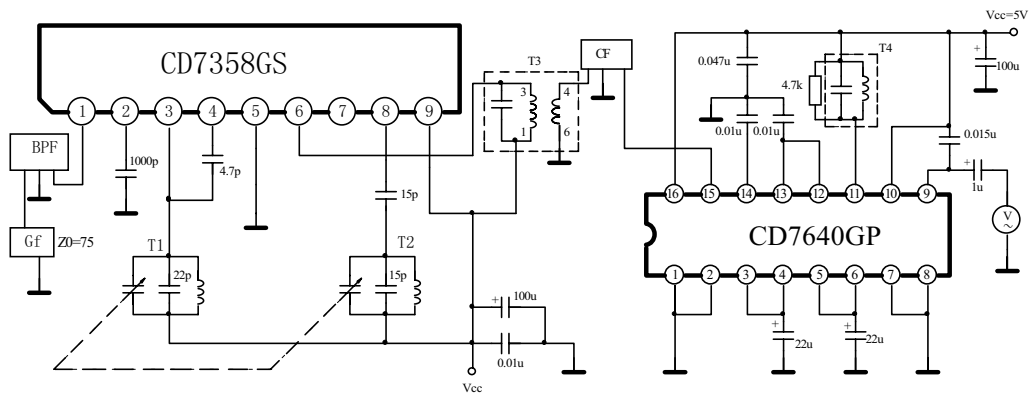 Vcc=5V
CD7358GS
CF
T3
T4
100u
0.047u
4.7k
3
4
1
6
1 2 3 4 5 6 7 8 9
0.01u
0.01u
0.015u
BPF
1000p
4.7p
1u
15p
16 15 14 13 12 11 10 9
V
~
Gf
Z0=75
T1
T2
CD7640GP
22p
15p
1 2 3 4 5 6 7 8
100u
22u
22u
0.01u
Vcc